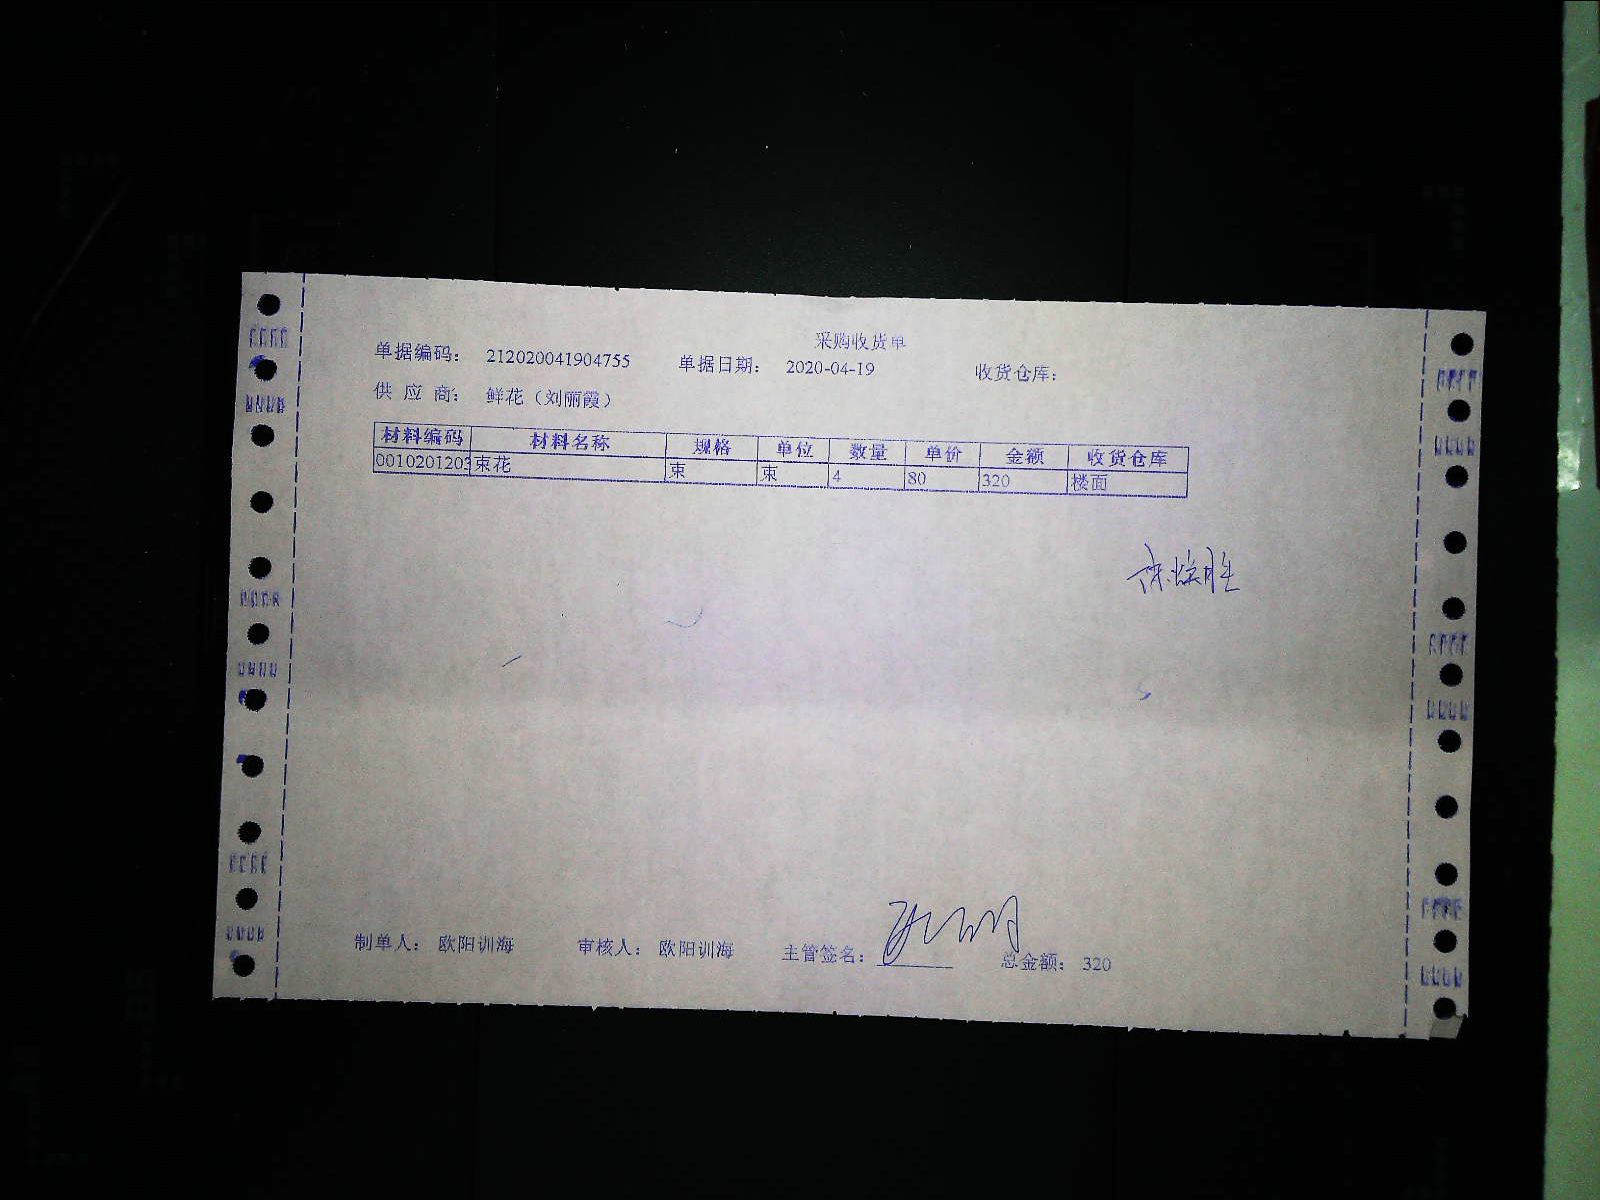 采购收货单
单据编码： 212020041904755 单据日期： 2020-04-19 收货仓库：
供 应 商： 鲜花（刘丽霞）
材料编码 材料名称 规格 单位 数量 单价 金额 收货仓库
0010201203 束花 束 束 4 80 320 楼面
制单人： 欧阳训海 审核人： 欧阳训海 主管签名： 总金额： 320